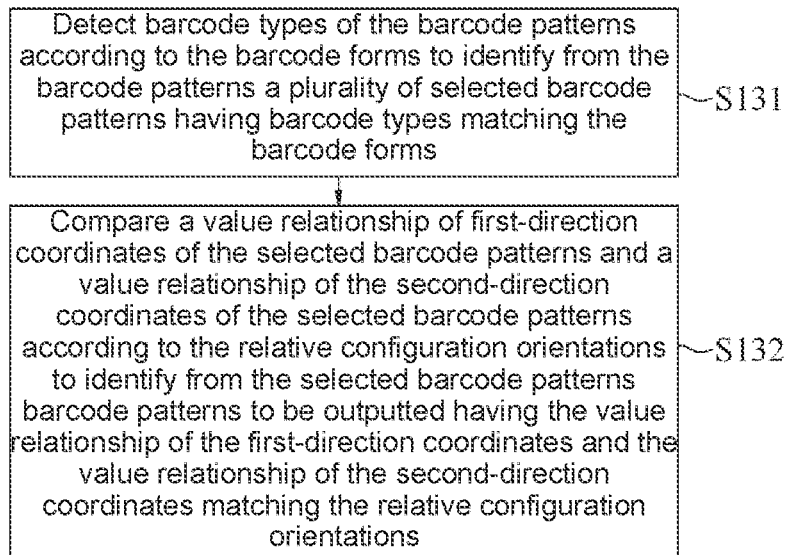 Detect barcode types of the barcode patterns
according to the barcode forms to identify from the
barcode patterns a plurality of selected barcode
patterns having barcode types matching the
barcode forms
S131
Compare a value relationship of first-direction
coordinates of the selected barcode patterns and a
value relationship of the second-direction
coordinates of the selected barcode patterns
according to the relative configuration orientations
to identify from the selected barcode patterns
barcode patterns to be outputted having the value
relationship of the first-direction coordinates and the
value relationship of the second-direction
coordinates matching the relative configuration
orientations
S132